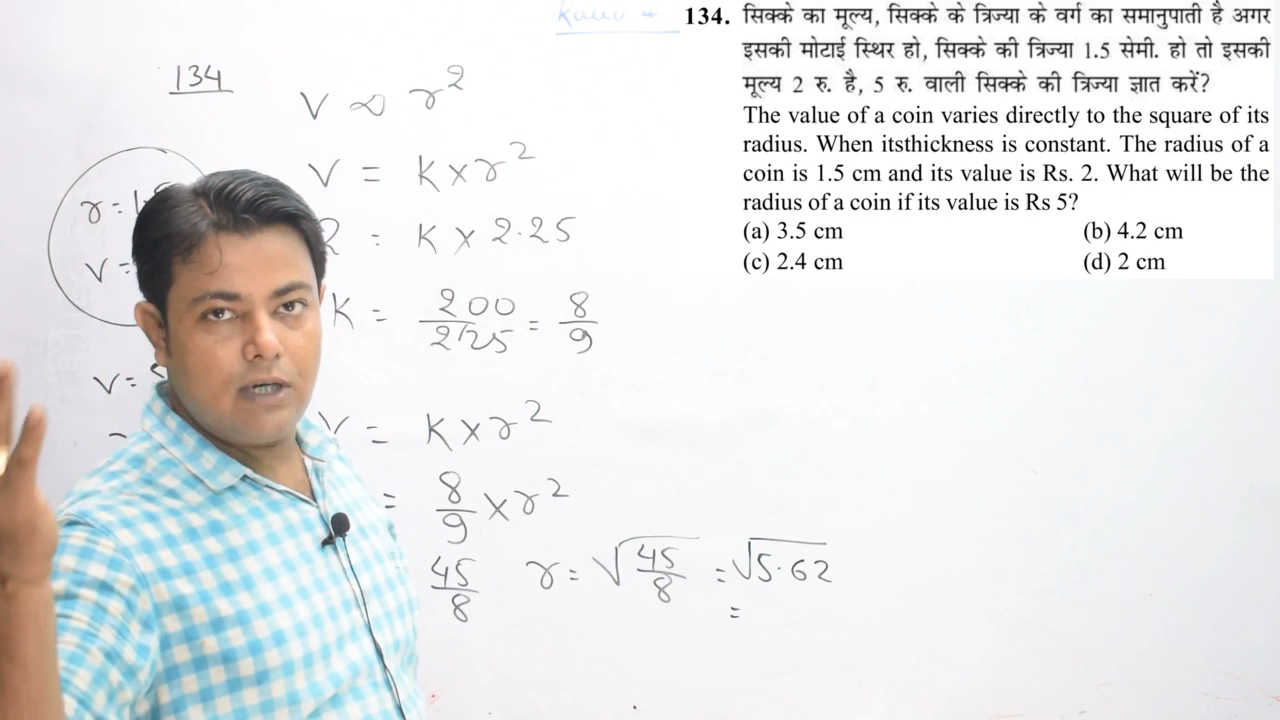 134. सिक्के का मूल्य, सिक्के के त्रिज्या के वर्ग का समानुपाती है अगर
इसकी मोटाई स्थिर हो, सिक्के की त्रिज्या 1.5 सेमी. हो तो इसकी
मूल्य 2 रु. है, 5 रु. वाली सिक्के की त्रिज्या ज्ञात करें?
The value of a coin varies directly to the square of its
radius. When itsthickness is constant. The radius of a
coin is 1.5 cm and its value is Rs. 2. What will be the
radius of a coin if its value is Rs 5?
(a) 3.5 cm (b) 4.2 cm
(c) 2.4 cm (d) 2 cm
134
V ∝ r²
V = K × r²
r = 1
2 = K × 2.25
V =
K = 200/225 = 8/9
V =
V = K × r²
= 8/9 × r²
45/8 r = √45/8 = √5.62
=